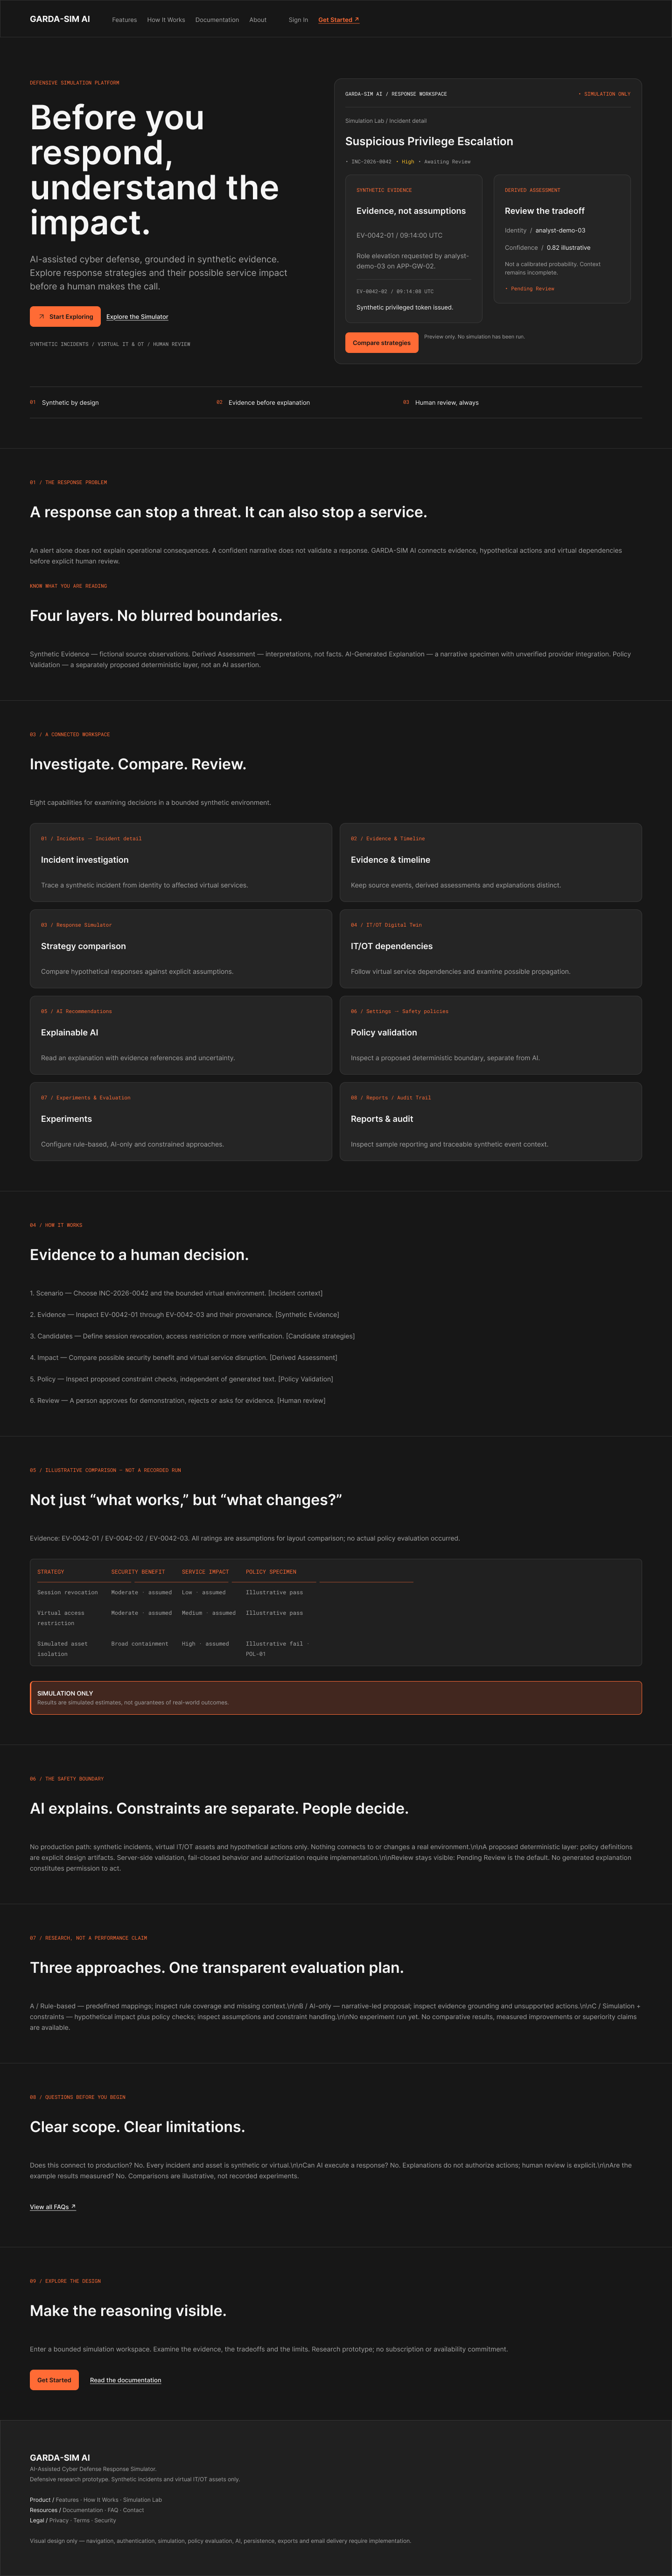 GARDA-SIM AI
Features How It Works Documentation About Sign In Get Started ↗
DEFENSIVE SIMULATION PLATFORM
Before you
respond,
understand the
impact.
AI-assisted cyber defense, grounded in synthetic evidence.
Explore response strategies and their possible service impact
before a human makes the call.
↗ Start Exploring Explore the Simulator
SYNTHETIC INCIDENTS / VIRTUAL IT & OT / HUMAN REVIEW
GARDA-SIM AI / RESPONSE WORKSPACE • SIMULATION ONLY
Simulation Lab / Incident detail
Suspicious Privilege Escalation
• INC-2026-0042 • High • Awaiting Review
SYNTHETIC EVIDENCE
Evidence, not assumptions
EV-0042-01 / 09:14:00 UTC
Role elevation requested by analyst-
demo-03 on APP-GW-02.
EV-0042-02 / 09:14:08 UTC
Synthetic privileged token issued.
DERIVED ASSESSMENT
Review the tradeoff
Identity / analyst-demo-03
Confidence / 0.82 illustrative
Not a calibrated probability. Context
remains incomplete.
• Pending Review
Compare strategies Preview only. No simulation has been run.
01 Synthetic by design 02 Evidence before explanation 03 Human review, always
01 / THE RESPONSE PROBLEM
A response can stop a threat. It can also stop a service.
An alert alone does not explain operational consequences. A confident narrative does not validate a response. GARDA-SIM AI connects evidence, hypothetical actions and virtual dependencies
before explicit human review.
KNOW WHAT YOU ARE READING
Four layers. No blurred boundaries.
Synthetic Evidence — fictional source observations. Derived Assessment — interpretations, not facts. AI-Generated Explanation — a narrative specimen with unverified provider integration. Policy
Validation — a separately proposed deterministic layer, not an AI assertion.
03 / A CONNECTED WORKSPACE
Investigate. Compare. Review.
Eight capabilities for examining decisions in a bounded synthetic environment.
01 / Incidents — Incident detail
Incident investigation
Trace a synthetic incident from identity to affected virtual services.
02 / Evidence & Timeline
Evidence & timeline
Keep source events, derived assessments and explanations distinct.
03 / Response Simulator
Strategy comparison
Compare hypothetical responses against explicit assumptions.
04 / IT/OT Digital Twin
IT/OT dependencies
Follow virtual service dependencies and examine possible propagation.
05 / AI Recommendations
Explainable AI
Read an explanation with evidence references and uncertainty.
06 / Settings — Safety policies
Policy validation
Inspect a proposed deterministic boundary, separate from AI.
07 / Experiments & Evaluation
Experiments
Configure rule-based, AI-only and constrained approaches.
08 / Reports / Audit Trail
Reports & audit
Inspect sample reporting and traceable synthetic event context.
04 / HOW IT WORKS
Evidence to a human decision.
1. Scenario — Choose INC-2026-0042 and the bounded virtual environment. [Incident context]
2. Evidence — Inspect EV-0042-01 through EV-0042-03 and their provenance. [Synthetic Evidence]
3. Candidates — Define session revocation, access restriction or more verification. [Candidate strategies]
4. Impact — Compare possible security benefit and virtual service disruption. [Derived Assessment]
5. Policy — Inspect proposed constraint checks, independent of generated text. [Policy Validation]
6. Review — A person approves for demonstration, rejects or asks for evidence. [Human review]
05 / ILLUSTRATIVE COMPARISON — NOT A RECORDED RUN
Not just “what works,” but “what changes?”
Evidence: EV-0042-01 / EV-0042-02 / EV-0042-03. All ratings are assumptions for layout comparison; no actual policy evaluation occurred.
STRATEGY SECURITY BENEFIT SERVICE IMPACT POLICY SPECIMEN
Session revocation Moderate · assumed Low · assumed Illustrative pass
Virtual access Moderate · assumed Medium · assumed Illustrative pass
restriction
Simulated asset Broad containment High · assumed Illustrative fail ·
isolation POL-01
SIMULATION ONLY
Results are simulated estimates, not guarantees of real-world outcomes.
06 / THE SAFETY BOUNDARY
AI explains. Constraints are separate. People decide.
No production path: synthetic incidents, virtual IT/OT assets and hypothetical actions only. Nothing connects to or changes a real environment.\n\nA proposed deterministic layer: policy definitions
are explicit design artifacts. Server-side validation, fail-closed behavior and authorization require implementation.\n\nReview stays visible: Pending Review is the default. No generated explanation
constitutes permission to act.
07 / RESEARCH, NOT A PERFORMANCE CLAIM
Three approaches. One transparent evaluation plan.
A / Rule-based — predefined mappings; inspect rule coverage and missing context.\n\nB / AI-only — narrative-led proposal; inspect evidence grounding and unsupported actions.\n\nC / Simulation +
constraints — hypothetical impact plus policy checks; inspect assumptions and constraint handling.\n\nNo experiment run yet. No comparative results, measured improvements or superiority claims
are available.
08 / QUESTIONS BEFORE YOU BEGIN
Clear scope. Clear limitations.
Does this connect to production? No. Every incident and asset is synthetic or virtual.\n\nCan AI execute a response? No. Explanations do not authorize actions; human review is explicit.\n\nAre the
example results measured? No. Comparisons are illustrative, not recorded experiments.
View all FAQs ↗
09 / EXPLORE THE DESIGN
Make the reasoning visible.
Enter a bounded simulation workspace. Examine the evidence, the tradeoffs and the limits. Research prototype; no subscription or availability commitment.
Get Started Read the documentation
GARDA-SIM AI
AI-Assisted Cyber Defense Response Simulator.
Defensive research prototype. Synthetic incidents and virtual IT/OT assets only.
Product / Features · How It Works · Simulation Lab
Resources / Documentation · FAQ · Contact
Legal / Privacy · Terms · Security
Visual design only — navigation, authentication, simulation, policy evaluation, AI, persistence, exports and email delivery require implementation.